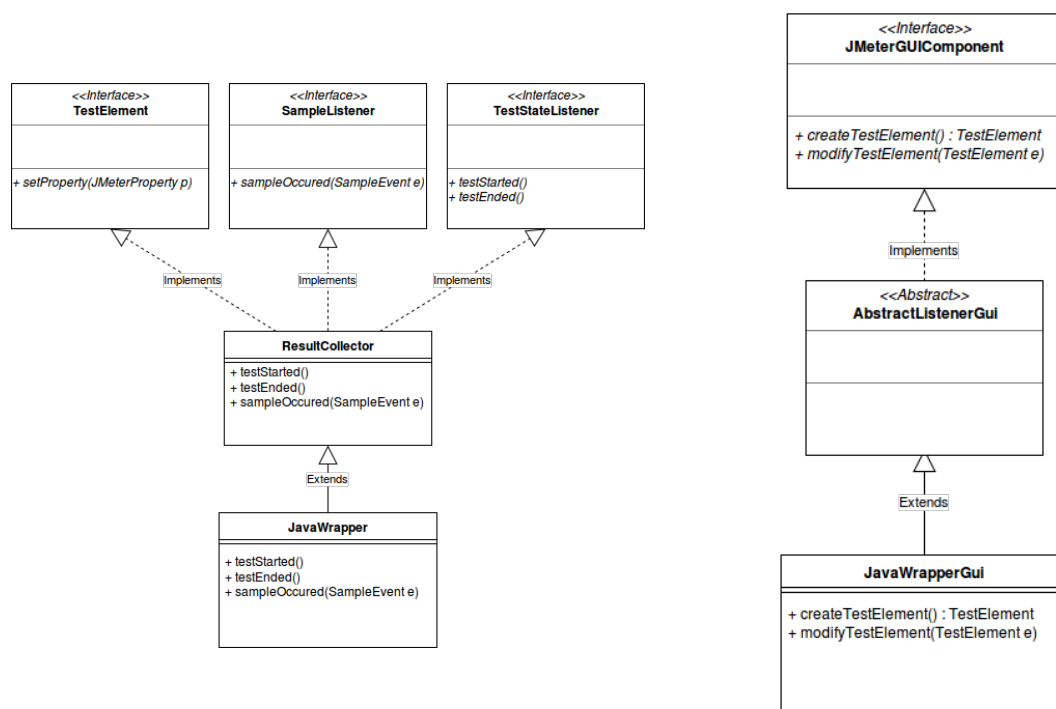 <<Interface>>
TestElement
+ setProperty(JMeterProperty p)
<<Interface>>
SampleListener
+ sampleOccured(SampleEvent e)
<<Interface>>
TestStateListener
+ testStarted()
+ testEnded()
Implements
Implements
Implements
ResultCollector
+ testStarted()
+ testEnded()
+ sampleOccured(SampleEvent e)
Extends
JavaWrapper
+ testStarted()
+ testEnded()
+ sampleOccured(SampleEvent e)
<<Interface>>
JMeterGUIComponent
+ createTestElement() : TestElement
+ modifyTestElement(TestElement e)
Implements
<<Abstract>>
AbstractListenerGui
Extends
JavaWrapperGui
+ createTestElement() : TestElement
+ modifyTestElement(TestElement e)